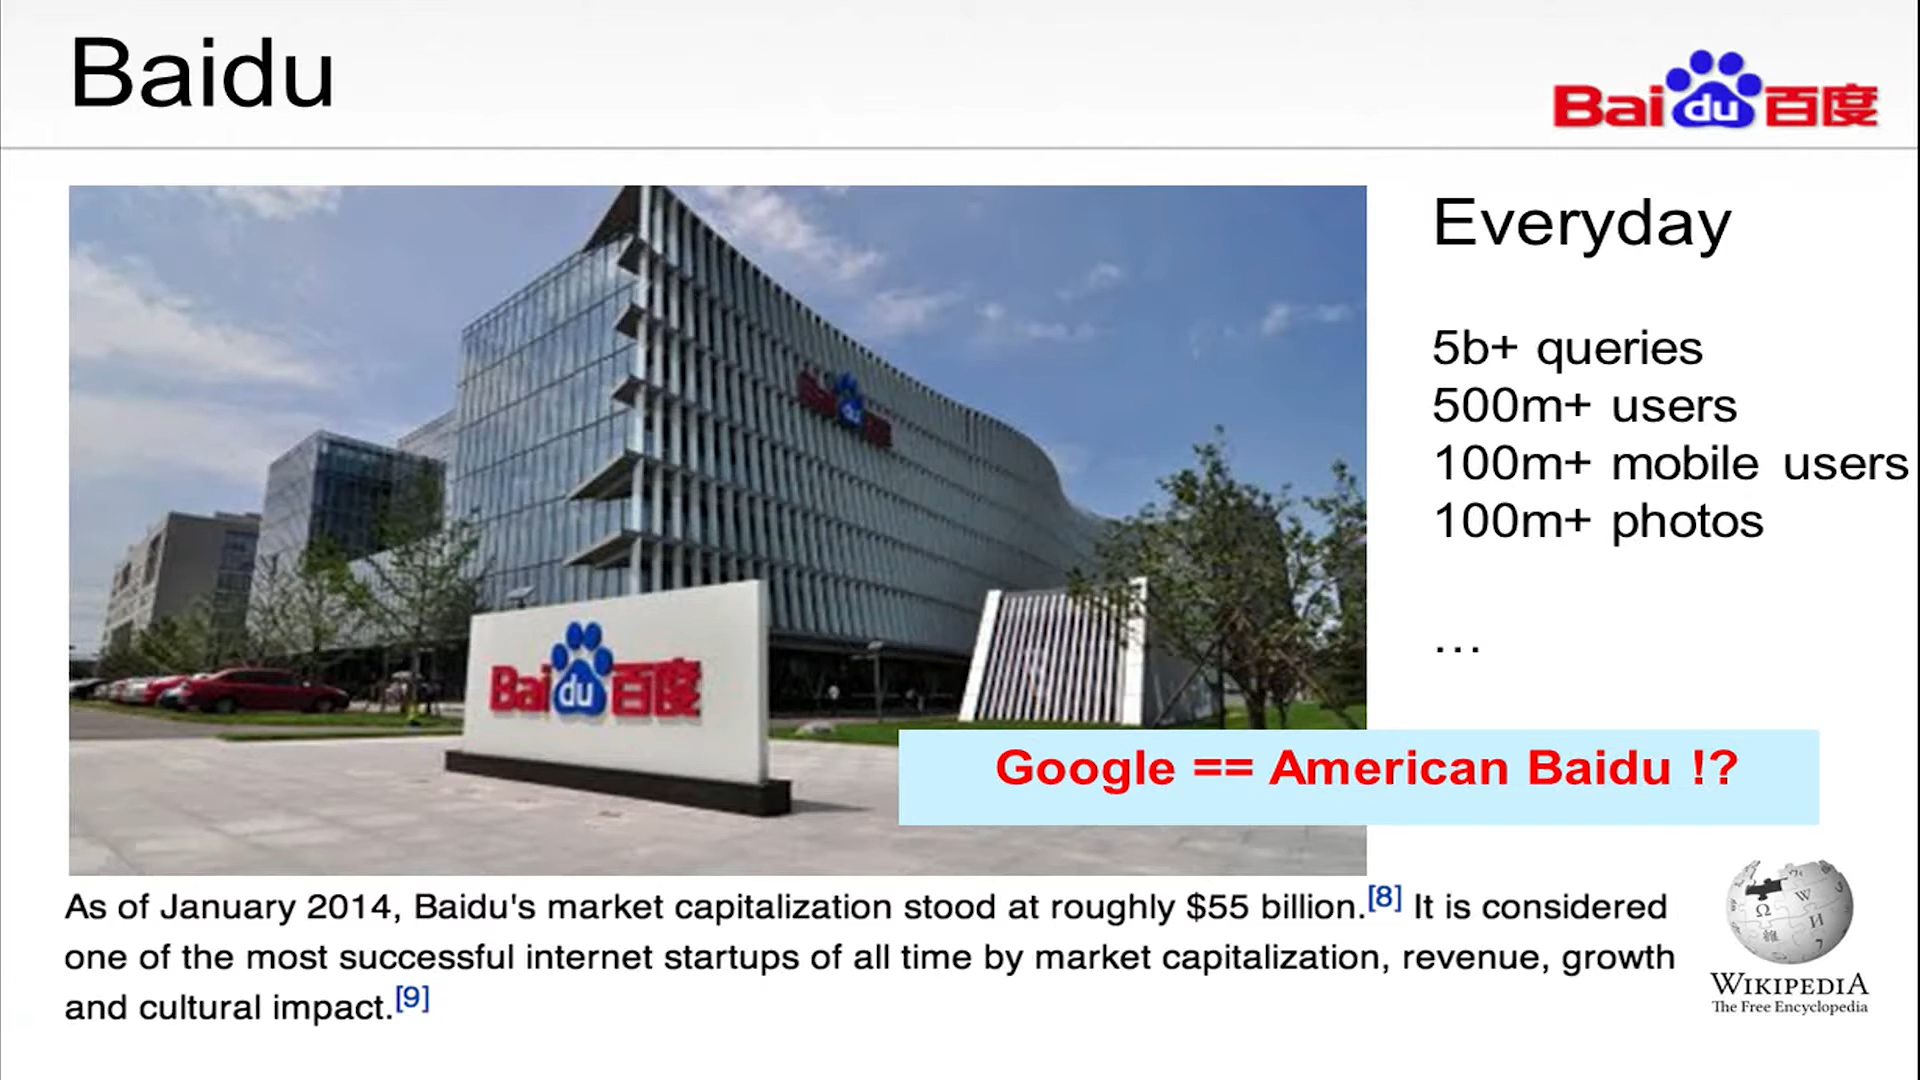 Baidu
Bai du 百度
Everyday
5b+ queries
500m+ users
100m+ mobile users
100m+ photos
...
Bai du 百度
Google == American Baidu !?
As of January 2014, Baidu's market capitalization stood at roughly $55 billion.[8] It is considered
one of the most successful internet startups of all time by market capitalization, revenue, growth
and cultural impact.[9]
Ω W И
WIKIPEDIA
The Free Encyclopedia